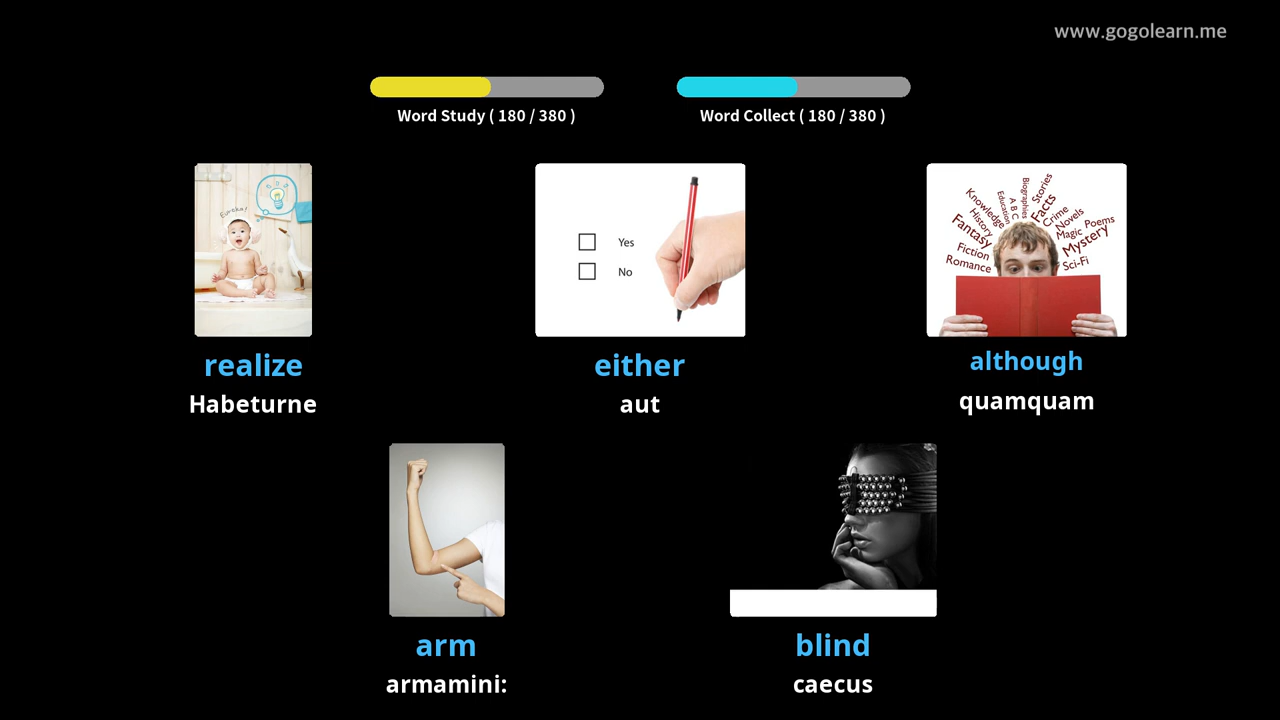 www.gogolearn.me
Word Study ( 180 / 380 )
Word Collect ( 180 / 380 )
Eureka!
realize
Habeturne
Yes
No
either
aut
Knowledge
History
Fantasy
Fiction
Romance
Education
A B C
Biographies
Stories
Facts
Crime
Novels
Magic
Poems
Mystery
Sci-Fi
although
quamquam
arm
armamini:
blind
caecus